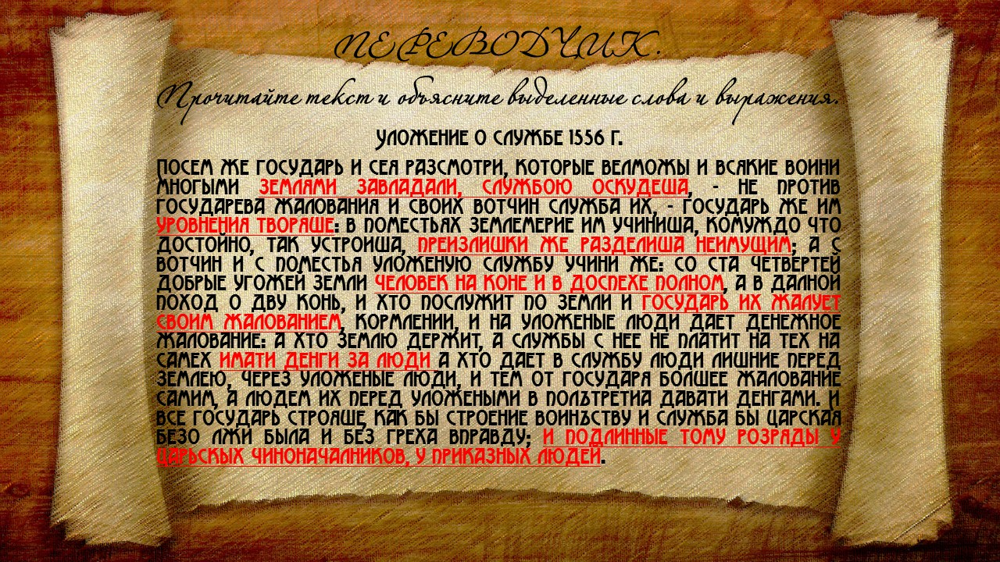 ПЕРЕВОДЧИК.
Прочитайте текст и объясните выделенные слова и выражения.
УЛОЖЕНИЕ О СЛУЖБЕ 1556 Г.
ПОСЕМ ЖЕ ГОСУДАРЬ И СЕЯ РАЗСМОТРИ, КОТОРЫЕ ВЕЛМОЖЫ И ВСЯКИЕ ВОИНИ
МНОГЫМИ ЗЕМЛЯМИ ЗАВЛАДАЛИ, СЛУЖБОЮ ОСКУДЕША, - НЕ ПРОТИВ
ГОСУДАРЕВА ЖАЛОВАНИЯ И СВОИХ ВОТЧИН СЛУЖБА ИХ, - ГОСУДАРЬ ЖЕ ИМ
УРОВНЕНИЯ ТВОРЯШЕ: В ПОМЕСТЬЯХ ЗЕМЛЕМЕРИЕ ИМ УЧИНИША, КОМУЖДО ЧТО
ДОСТОЙНО, ТАК УСТРОИША, ПРЕИЗЛИШКИ ЖЕ РАЗДЕЛИША НЕИМУЩИМ; А С
ВОТЧИН И С ПОМЕСТЬЯ УЛОЖЕНУЮ СЛУЖБУ УЧИНИ ЖЕ: СО СТА ЧЕТВЕРТЕЙ
ДОБРЫЕ УГОЖЕЙ ЗЕМЛИ ЧЕЛОВЕК НА КОНЕ И В ДОСПЕХЕ ПОЛНОМ, А В ДАЛНОЙ
ПОХОД О ДВУ КОНЬ, И ХТО ПОСЛУЖИТ ПО ЗЕМЛИ И ГОСУДАРЬ ИХ ЖАЛУЕТ
СВОИМ ЖАЛОВАНИЕМ, КОРМЛЕНИИ, И НА УЛОЖЕНЫЕ ЛЮДИ ДАЕТ ДЕНЕЖНОЕ
ЖАЛОВАНИЕ: А ХТО ЗЕМЛЮ ДЕРЖИТ, А СЛУЖБЫ С НЕЕ НЕ ПЛАТИТ НА ТЕХ НА
САМЕХ ИМАТИ ДЕНГИ ЗА ЛЮДИ А ХТО ДАЕТ В СЛУЖБУ ЛЮДИ ЛИШНИЕ ПЕРЕД
ЗЕМЛЕЮ, ЧЕРЕЗ УЛОЖЕНЫЕ ЛЮДИ, И ТЕМ ОТ ГОСУДАРЯ БОЛШЕЕ ЖАЛОВАНИЕ
САМИМ, А ЛЮДЕМ ИХ ПЕРЕД УЛОЖЕНЫМИ В ПОЛЪТРЕТИА ДАВАТИ ДЕНГАМИ. И
ВСЕ ГОСУДАРЬ СТРОЯШЕ, КАК БЫ СТРОЕНИЕ ВОИНЪСТВУ И СЛУЖБА БЫ ЦАРСКАЯ
БЕЗО ЛЖИ БЫЛА И БЕЗ ГРЕХА ВПРАВДУ; И ПОДЛИННЫЕ ТОМУ РОЗРЯДЫ У
ЦАРЬСКЫХ ЧИНОНАЧАЛНИКОВ, У ПРИКАЗНЫХ ЛЮДЕЙ.